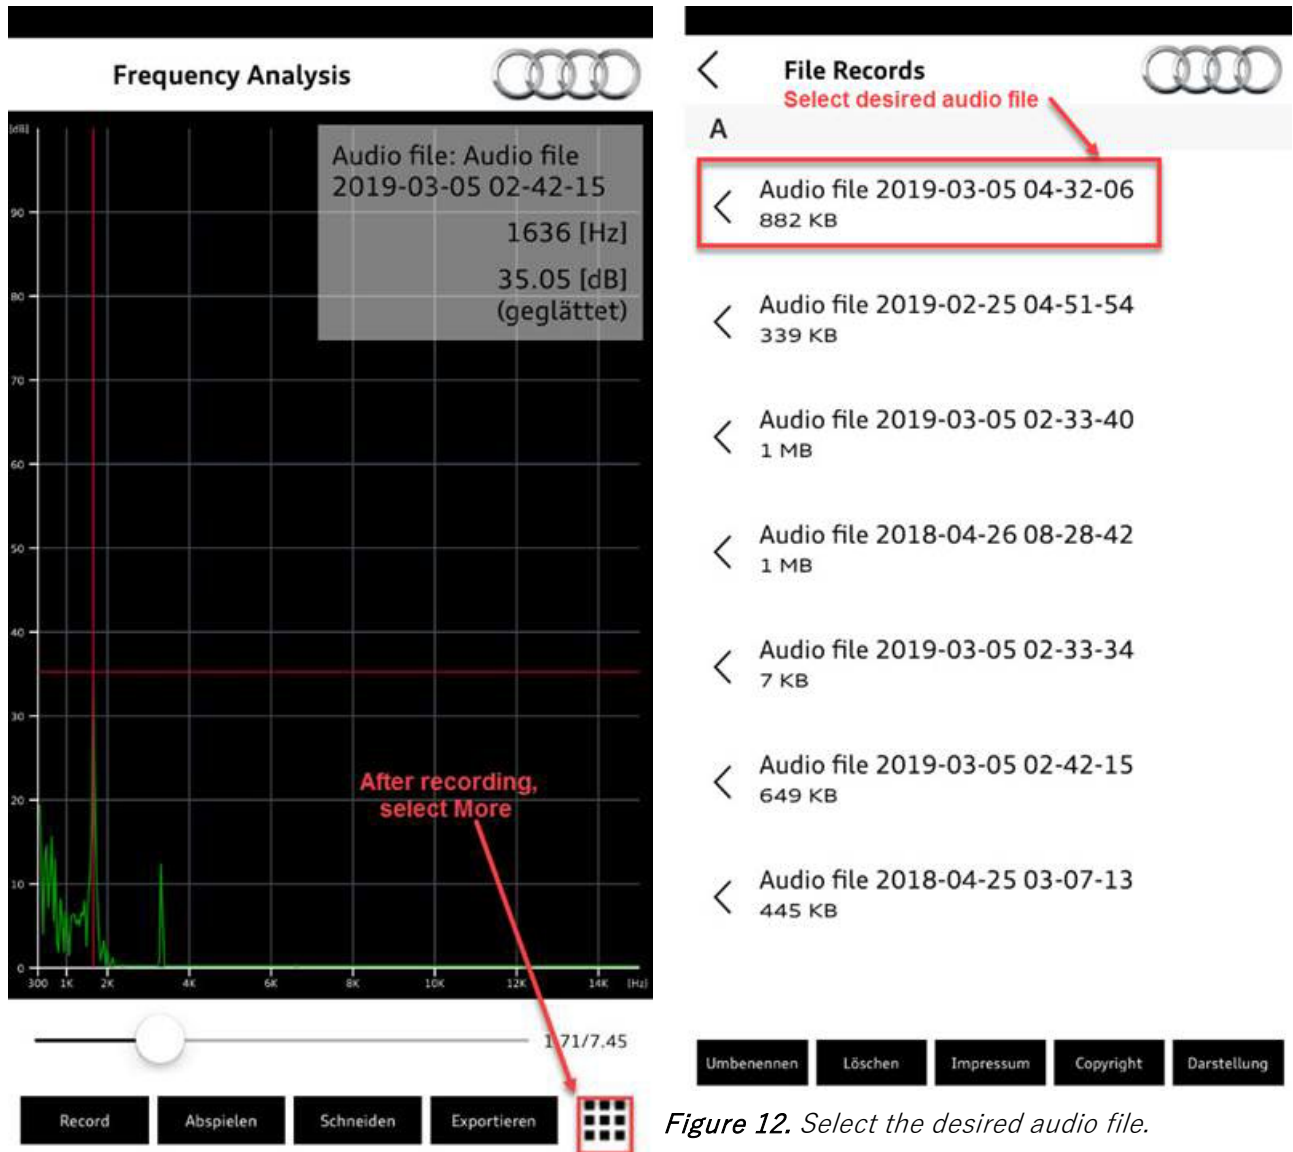 Frequency Analysis
[dB]
Audio file: Audio file
2019-03-05 02-42-15
1636 [Hz]
35.05 [dB]
(geglättet)
90
80
70
60
50
40
30
20
10
0
After recording,
select More
300 1K 2K 4K 6K 8K 10K 12K 14K [Hz]
1.71/7.45
Record Abspielen Schneiden Exportieren
File Records
Select desired audio file
A
Audio file 2019-03-05 04-32-06
882 KB
Audio file 2019-02-25 04-51-54
339 KB
Audio file 2019-03-05 02-33-40
1 MB
Audio file 2018-04-26 08-28-42
1 MB
Audio file 2019-03-05 02-33-34
7 KB
Audio file 2019-03-05 02-42-15
649 KB
Audio file 2018-04-25 03-07-13
445 KB
Umbenennen Löschen Impressum Copyright Darstellung
Figure 12. Select the desired audio file.